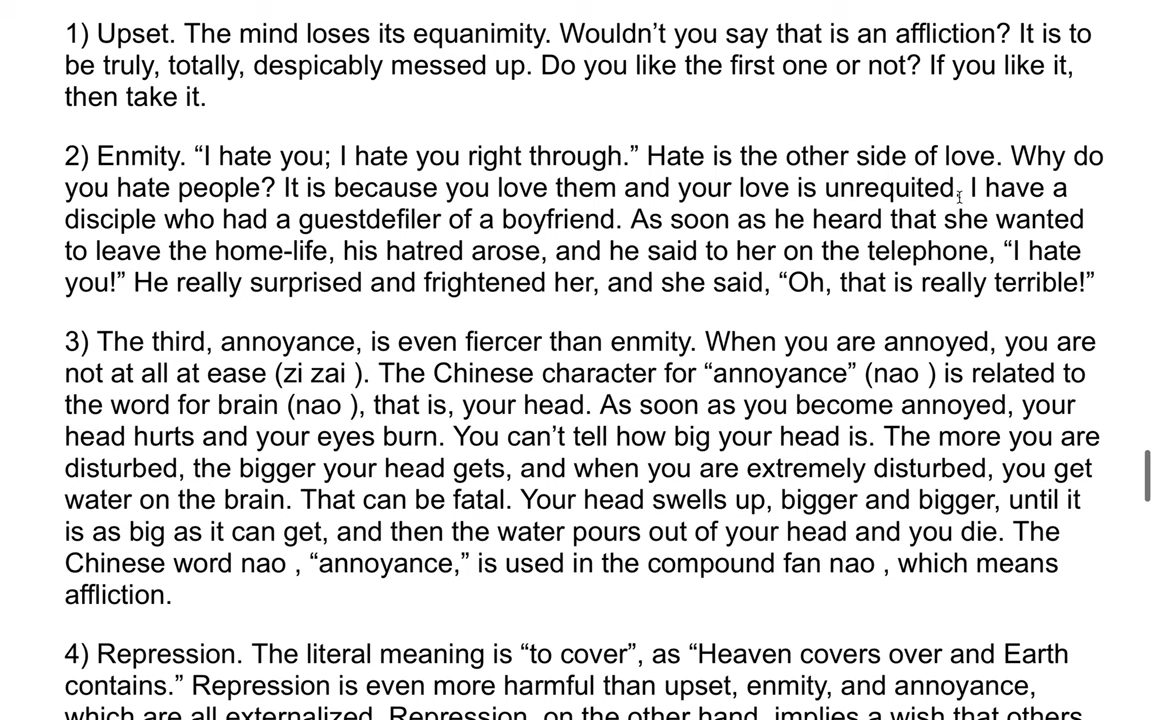 1) Upset. The mind loses its equanimity. Wouldn’t you say that is an affliction? It is to
be truly, totally, despicably messed up. Do you like the first one or not? If you like it,
then take it.
2) Enmity. “I hate you; I hate you right through.” Hate is the other side of love. Why do
you hate people? It is because you love them and your love is unrequited. I have a
disciple who had a guestdefiler of a boyfriend. As soon as he heard that she wanted
to leave the home-life, his hatred arose, and he said to her on the telephone, “I hate
you!” He really surprised and frightened her, and she said, “Oh, that is really terrible!”
3) The third, annoyance, is even fiercer than enmity. When you are annoyed, you are
not at all at ease (zi zai ). The Chinese character for “annoyance” (nao ) is related to
the word for brain (nao ), that is, your head. As soon as you become annoyed, your
head hurts and your eyes burn. You can’t tell how big your head is. The more you are
disturbed, the bigger your head gets, and when you are extremely disturbed, you get
water on the brain. That can be fatal. Your head swells up, bigger and bigger, until it
is as big as it can get, and then the water pours out of your head and you die. The
Chinese word nao , “annoyance,” is used in the compound fan nao , which means
affliction.
4) Repression. The literal meaning is “to cover”, as “Heaven covers over and Earth
contains.” Repression is even more harmful than upset, enmity, and annoyance,
which are all externalized. Repression, on the other hand, implies a wish that others